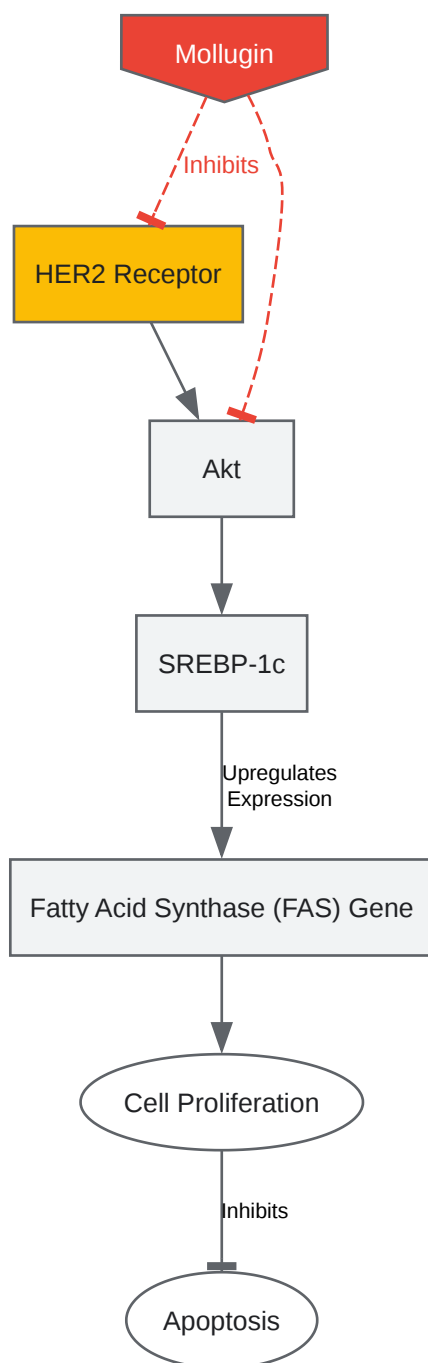 Mollugin
Inhibits
HER2 Receptor
Akt
SREBP-1c
Upregulates
Expression
Fatty Acid Synthase (FAS) Gene
Cell Proliferation
Inhibits
Apoptosis